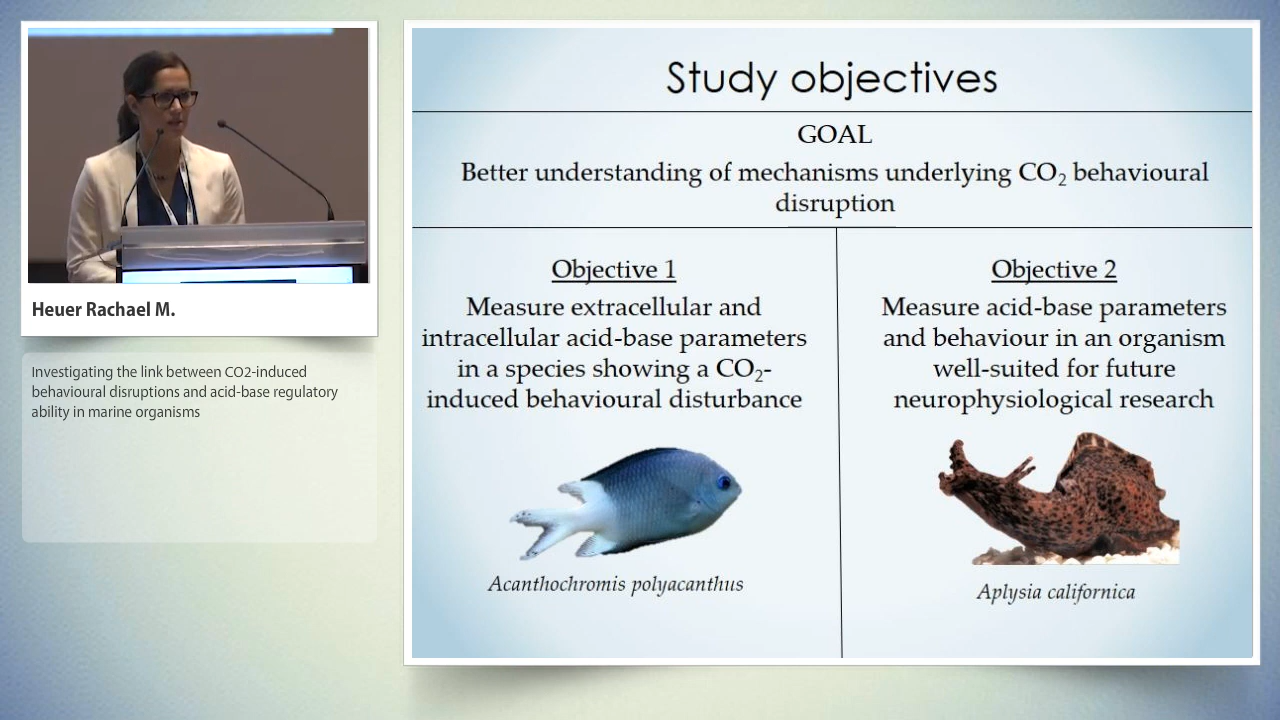 Heuer Rachael M.
Investigating the link between CO2-induced
behavioural disruptions and acid-base regulatory
ability in marine organisms
Study objectives
GOAL
Better understanding of mechanisms underlying CO₂ behavioural
disruption
Objective 1
Measure extracellular and
intracellular acid-base parameters
in a species showing a CO₂-
induced behavioural disturbance
Acanthochromis polyacanthus
Objective 2
Measure acid-base parameters
and behaviour in an organism
well-suited for future
neurophysiological research
Aplysia californica